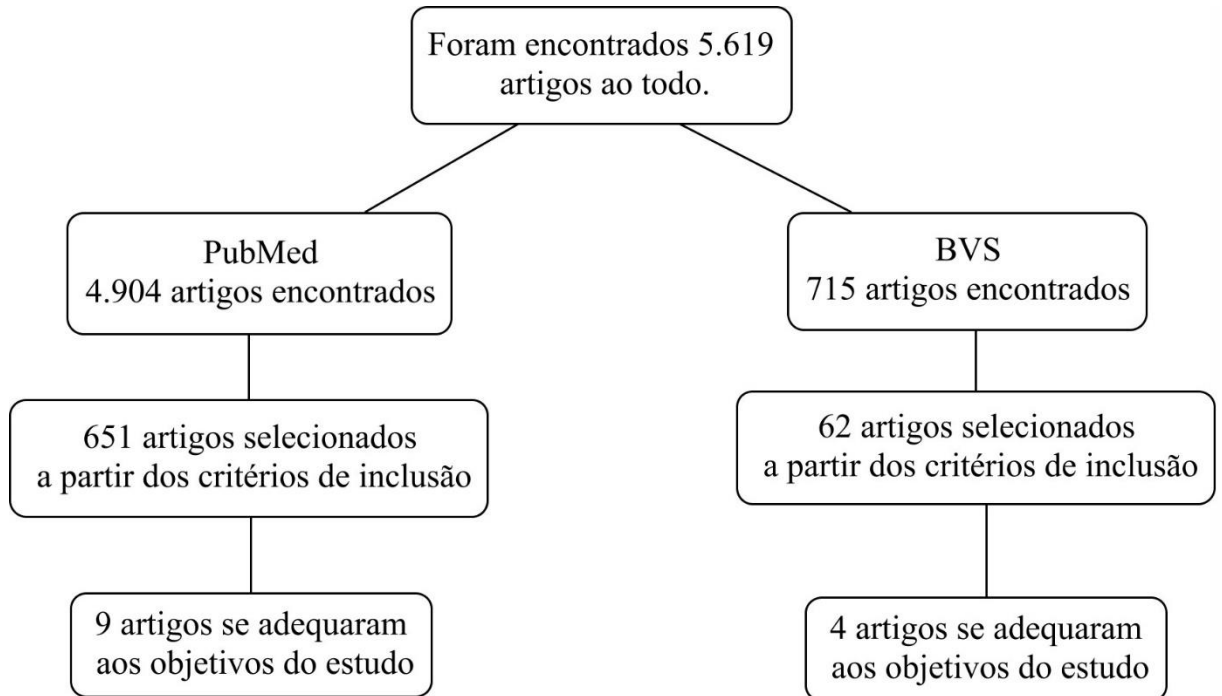 Foram encontrados 5.619
artigos ao todo.
PubMed
4.904 artigos encontrados
BVS
715 artigos encontrados
651 artigos selecionados
a partir dos critérios de inclusão
62 artigos selecionados
a partir dos critérios de inclusão
9 artigos se adequaram
aos objetivos do estudo
4 artigos se adequaram
aos objetivos do estudo